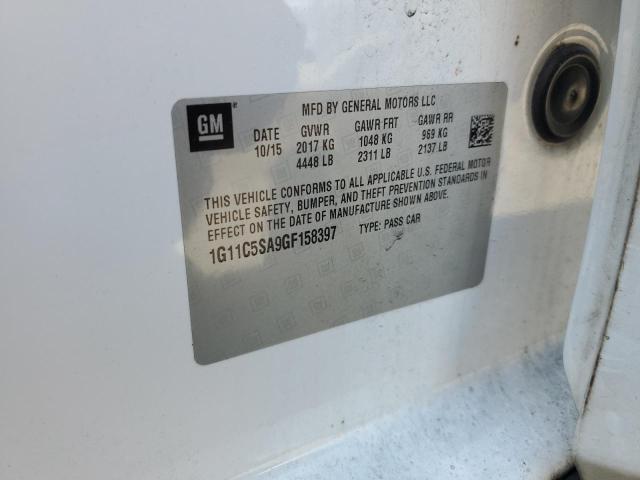 GM
MFD BY GENERAL MOTORS LLC
DATE GVWR GAWR FRT GAWR RR
10/15 2017 KG 1048 KG 969 KG
4448 LB 2311 LB 2137 LB
THIS VEHICLE CONFORMS TO ALL APPLICABLE U.S. FEDERAL MOTOR
VEHICLE SAFETY, BUMPER, AND THEFT PREVENTION STANDARDS IN
EFFECT ON THE DATE OF MANUFACTURE SHOWN ABOVE.
1G11C5SA9GF158397 TYPE: PASS CAR